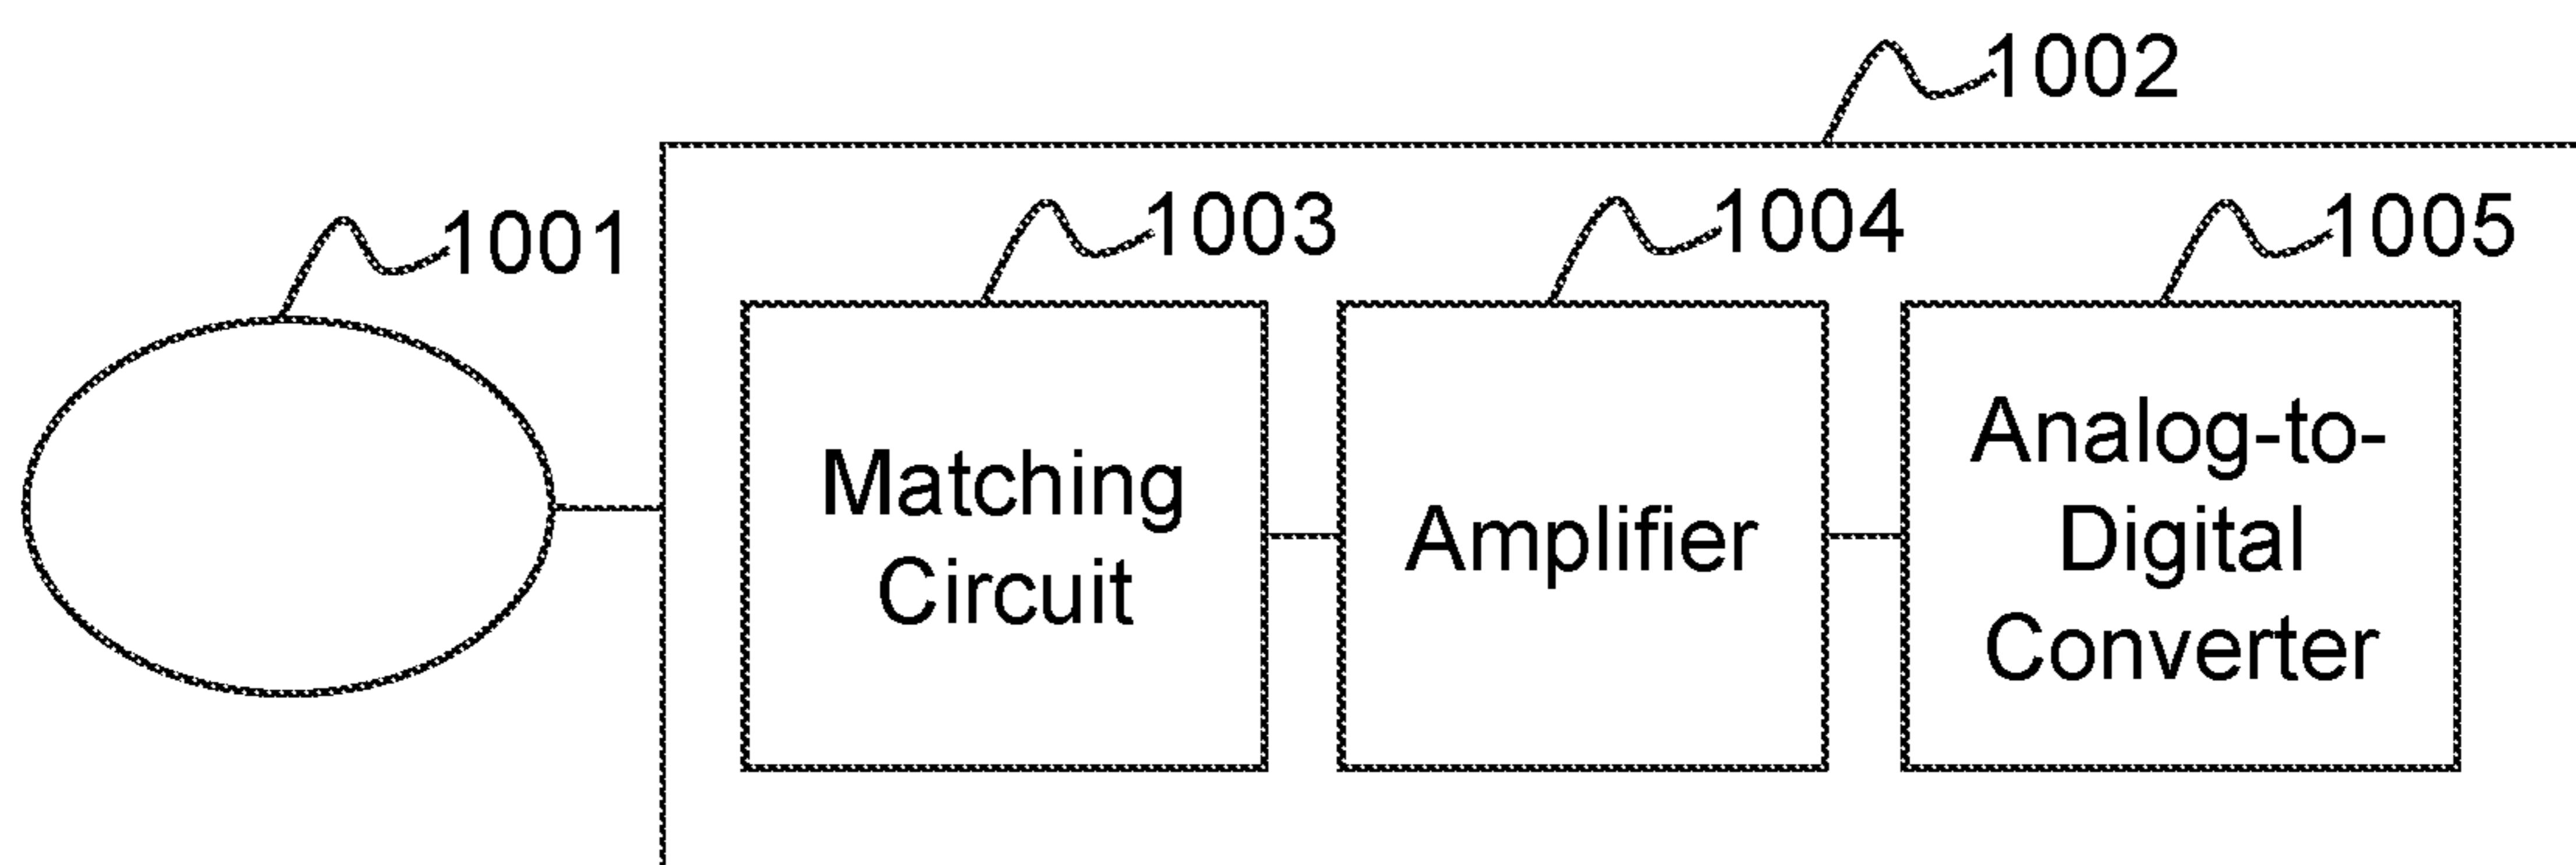 1002
1001
1003
1004
1005
Matching
Circuit
Amplifier
Analog-to-
Digital
Converter